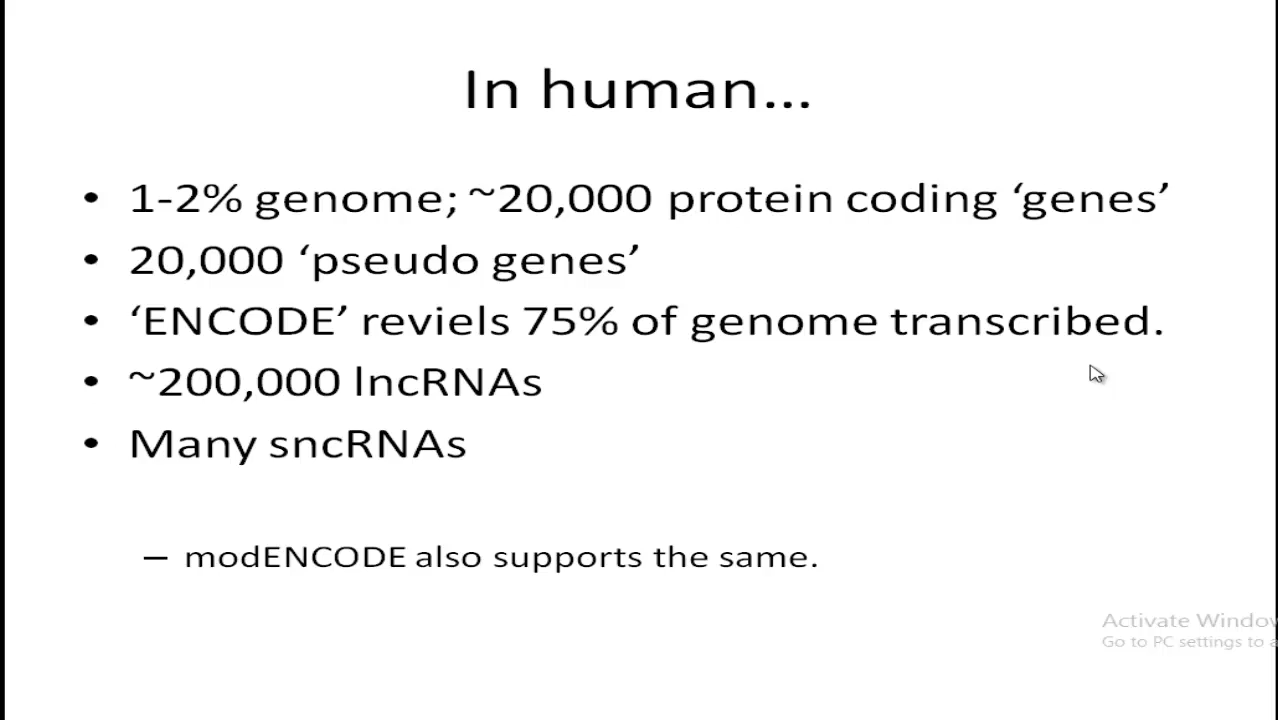 In human...
• 1-2% genome; ~20,000 protein coding ‘genes’
• 20,000 ‘pseudo genes’
• ‘ENCODE’ reviels 75% of genome transcribed.
• ~200,000 lncRNAs
• Many sncRNAs
– modENCODE also supports the same.
Activate Window
Go to PC settings to a